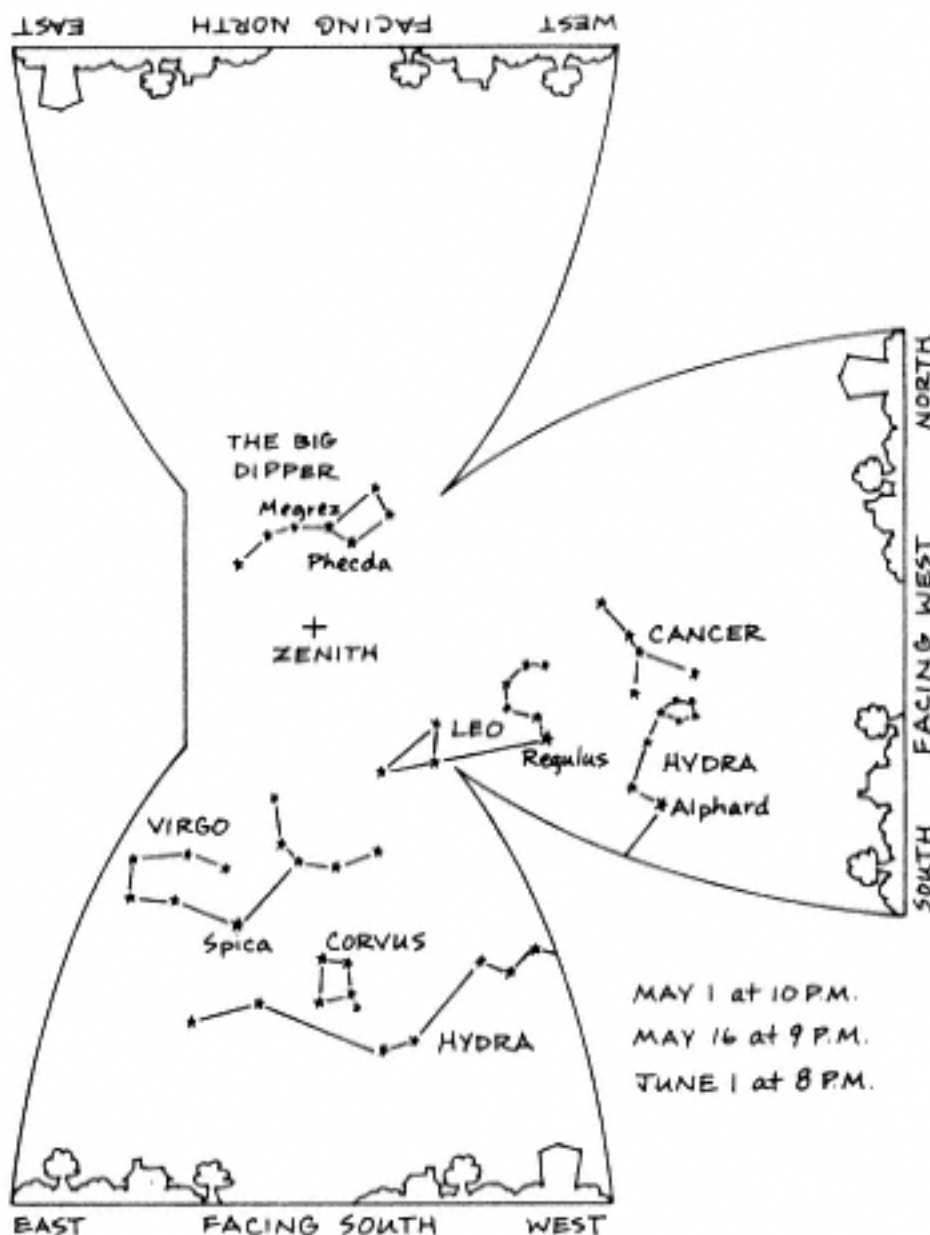 EAST FACING NORTH WEST
THE BIG
DIPPER
Megrez
Phecda
ZENITH
CANCER
LEO
Regulus
HYDRA
Alphard
VIRGO
Spica
CORVUS
HYDRA
NORTH FACING WEST SOUTH
MAY 1 at 10 P.M.
MAY 16 at 9 P.M.
JUNE 1 at 8 P.M.
EAST FACING SOUTH WEST